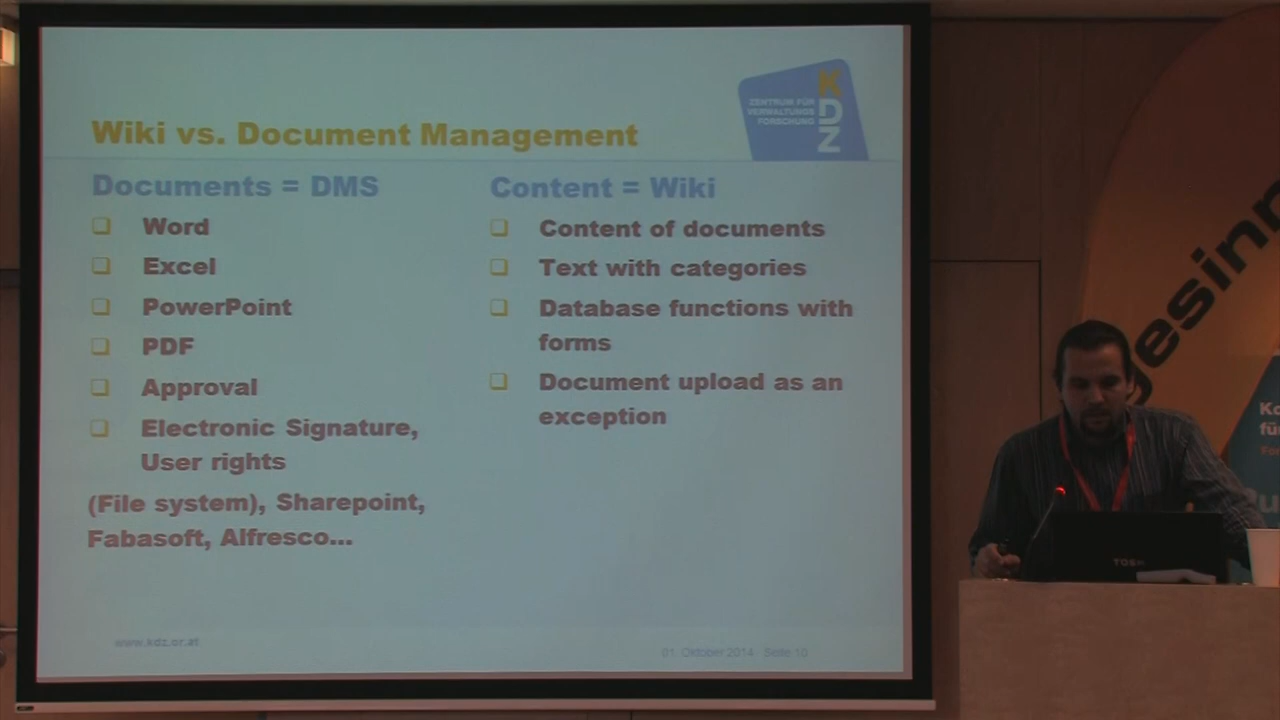 KDZ
ZENTRUM FÜR
VERWALTUNGS
FORSCHUNG
Wiki vs. Document Management
Documents = DMS
❑ Word
❑ Excel
❑ PowerPoint
❑ PDF
❑ Approval
❑ Electronic Signature,
User rights
(File system), Sharepoint,
Fabasoft, Alfresco...
Content = Wiki
❑ Content of documents
❑ Text with categories
❑ Database functions with
forms
❑ Document upload as an
exception
www.kdz.or.at
01. Oktober 2014 · Seite 10
gesinn